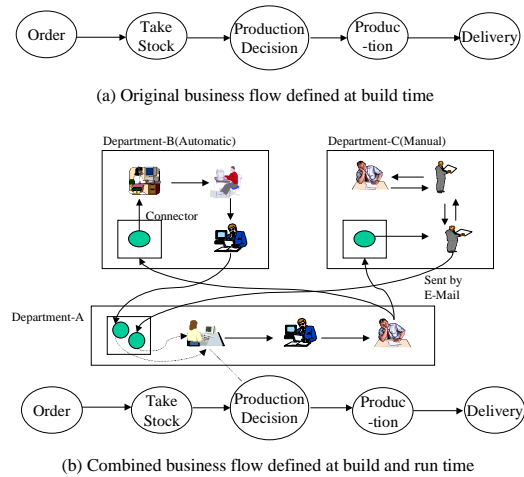 Order
Take
Stock
Production
Decision
Produc
-tion
Delivery
(a) Original business flow defined at build time
Department-B(Automatic)
Department-C(Manual)
Connector
Sent by
E-Mail
Department-A
Order
Take
Stock
Production
Decision
Produc
-tion
Delivery
(b) Combined business flow defined at build and run time